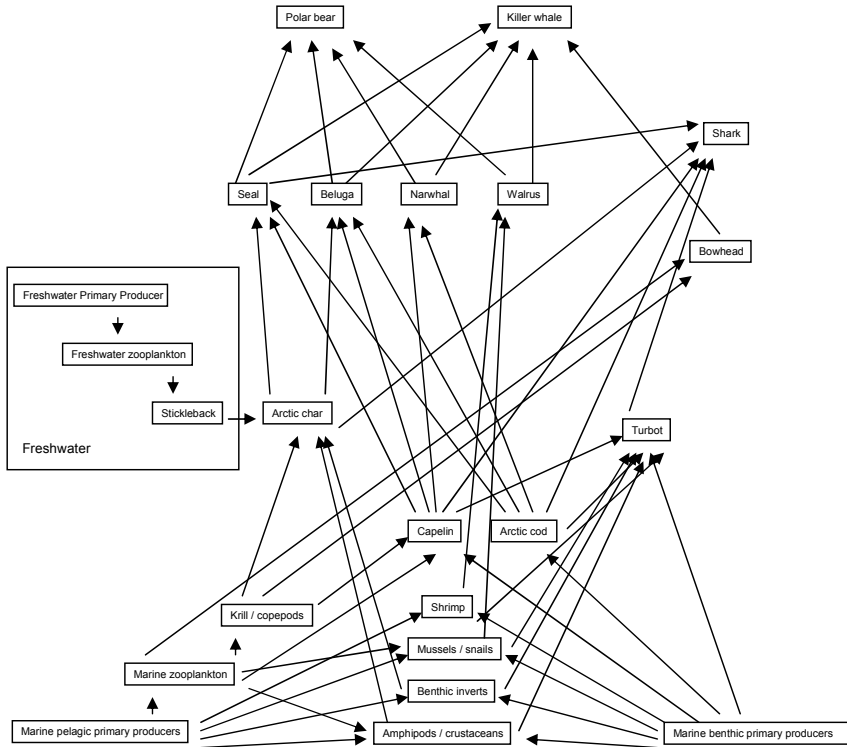 Polar bear
Killer whale
Shark
Seal
Beluga
Narwhal
Walrus
Bowhead
Freshwater Primary Producer
Freshwater zooplankton
Stickleback
Arctic char
Freshwater
Turbot
Capelin
Arctic cod
Krill / copepods
Shrimp
Mussels / snails
Marine zooplankton
Benthic inverts
Marine pelagic primary producers
Amphipods / crustaceans
Marine benthic primary producers